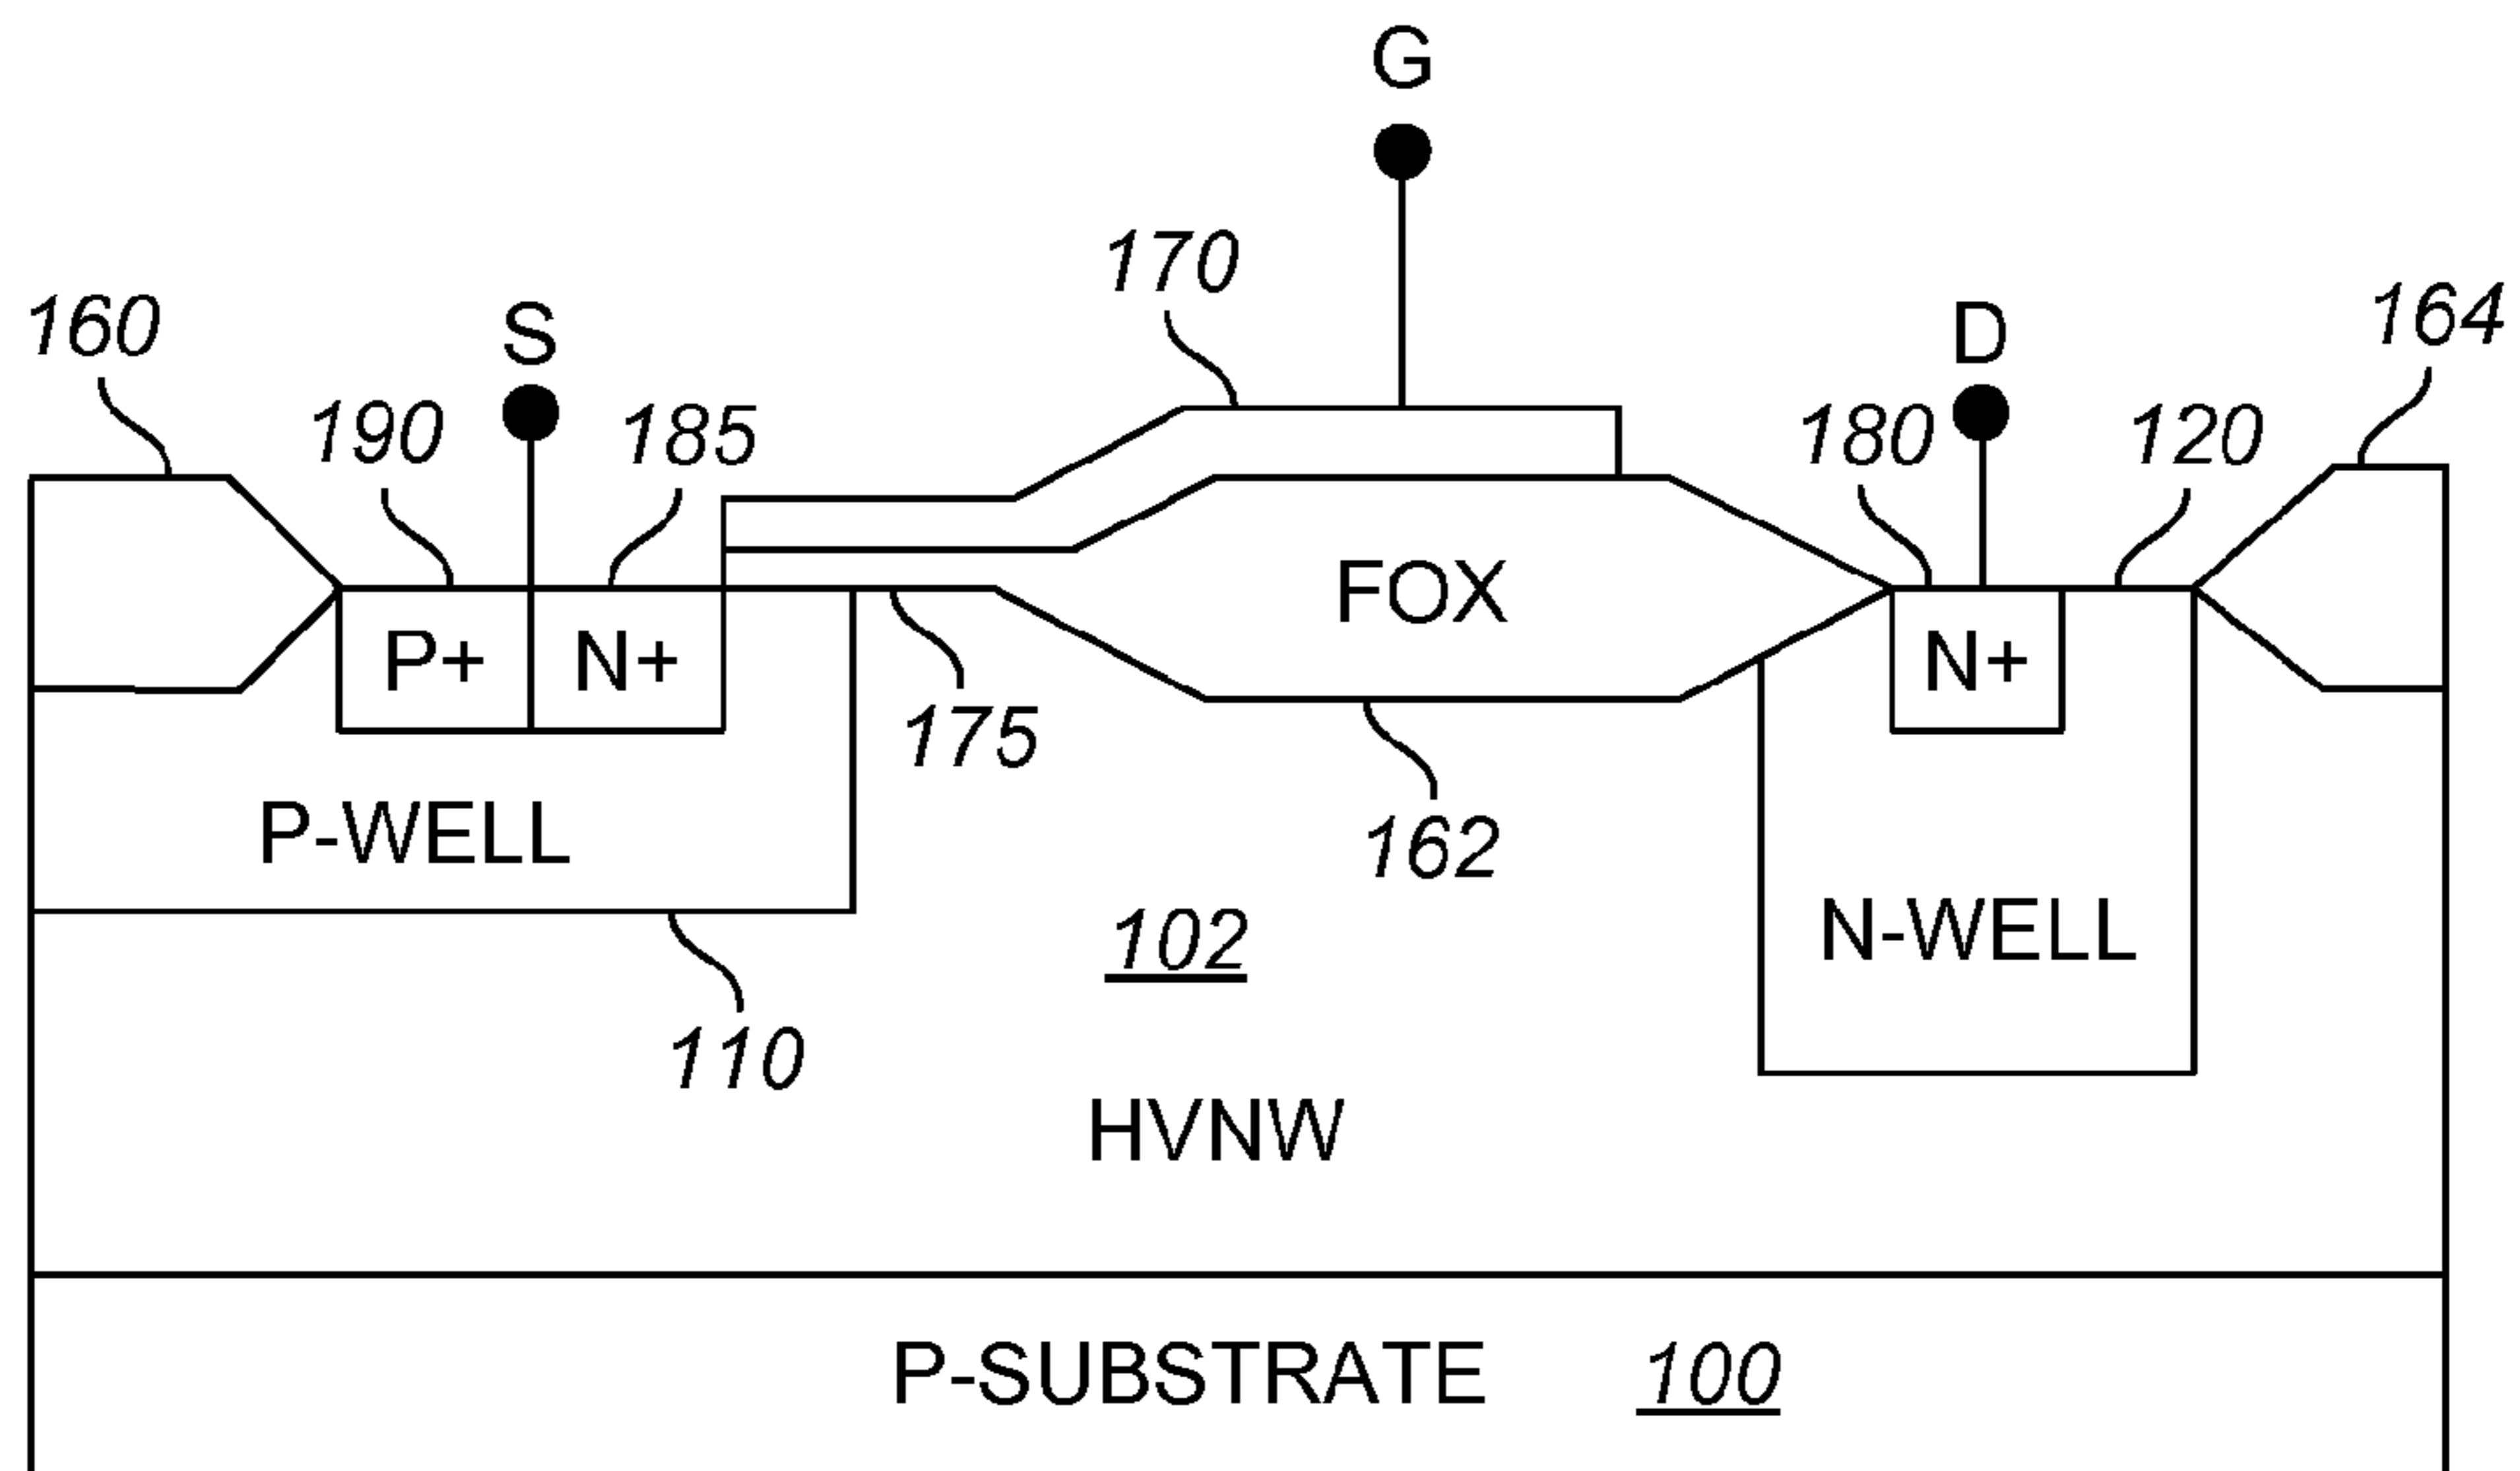 G
170
160
S
D
164
190
185
180
120
FOX
P+
N+
N+
175
P-WELL
162
102
N-WELL
110
HVNW
P-SUBSTRATE 100